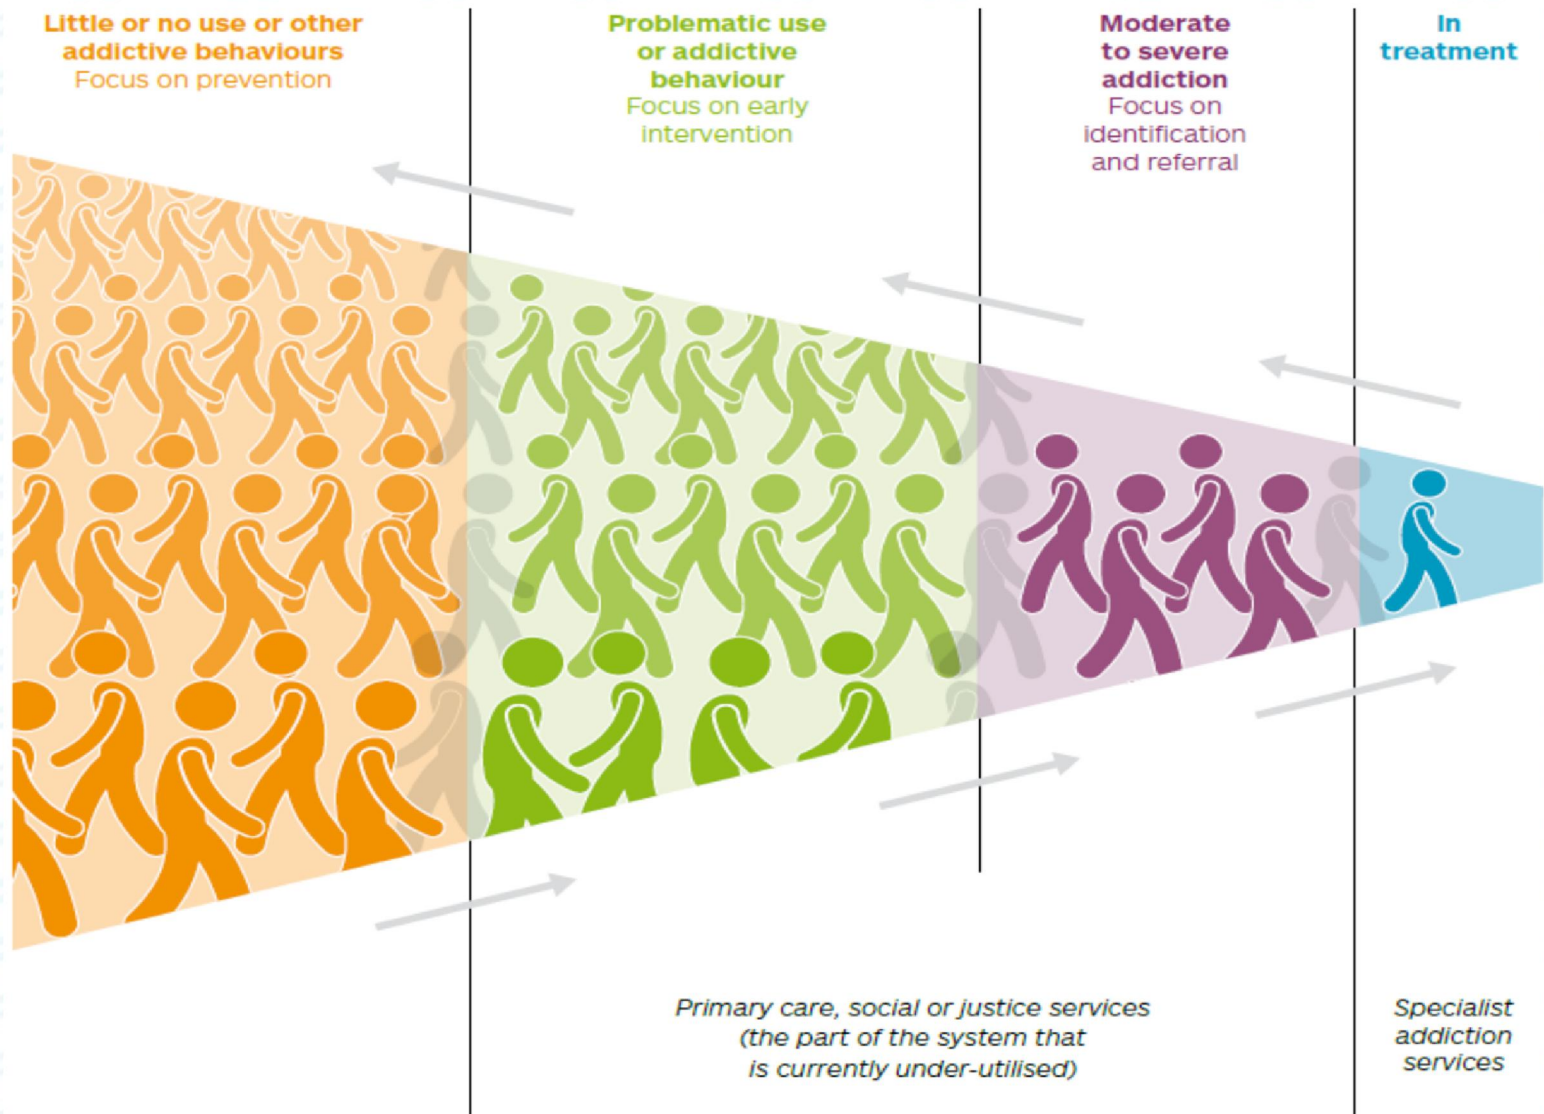 Little or no use or other
addictive behaviours
Focus on prevention
Problematic use
or addictive
behaviour
Focus on early
intervention
Moderate
to severe
addiction
Focus on
identification
and referral
In
treatment
Primary care, social or justice services
(the part of the system that
is currently under-utilised)
Specialist
addiction
services